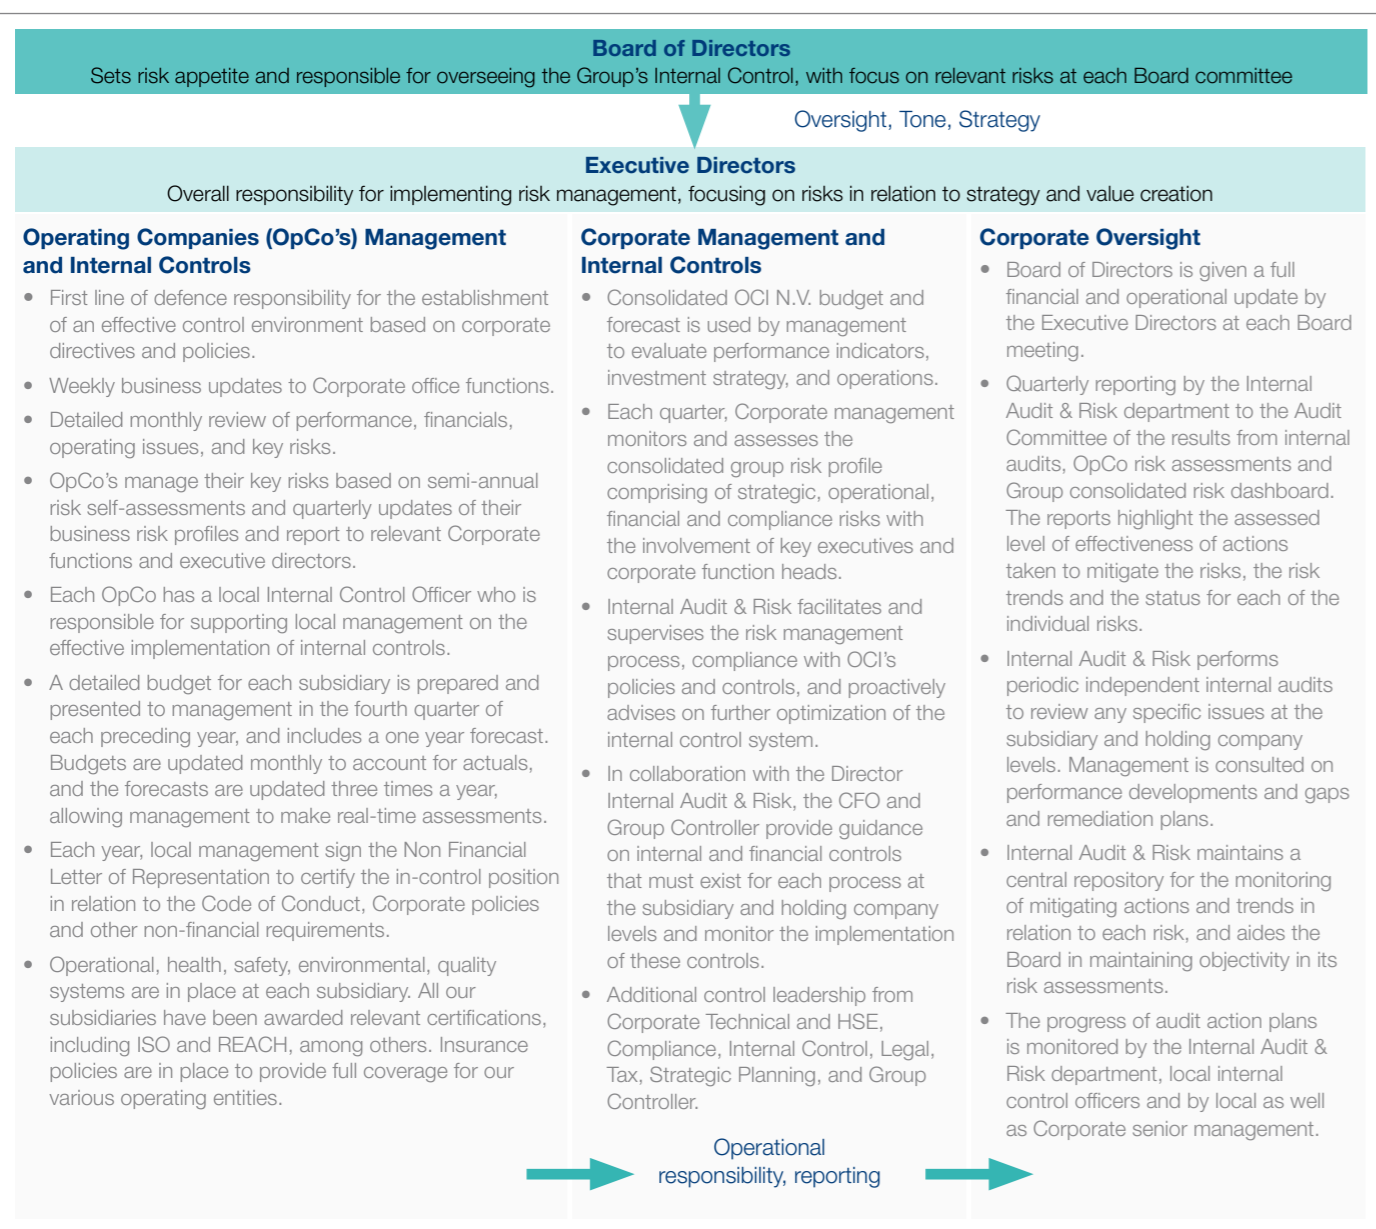 Board of Directors
Sets risk appetite and responsible for overseeing the Group's Internal Control, with focus on relevant risks at each Board committee
Oversight, Tone, Strategy
Executive Directors
Overall responsibility for implementing risk management, focusing on risks in relation to strategy and value creation
Operating Companies (OpCo's) Management
and Internal Controls
• First line of defence responsibility for the establishment
of an effective control environment based on corporate
directives and policies.
• Weekly business updates to Corporate office functions.
• Detailed monthly review of performance, financials,
operating issues, and key risks.
• OpCo's manage their key risks based on semi-annual
risk self-assessments and quarterly updates of their
business risk profiles and report to relevant Corporate
functions and executive directors.
• Each OpCo has a local Internal Control Officer who is
responsible for supporting local management on the
effective implementation of internal controls.
• A detailed budget for each subsidiary is prepared and
presented to management in the fourth quarter of
each preceding year, and includes a one year forecast.
Budgets are updated monthly to account for actuals,
and the forecasts are updated three times a year,
allowing management to make real-time assessments.
• Each year, local management sign the Non Financial
Letter of Representation to certify the in-control position
in relation to the Code of Conduct, Corporate policies
and other non-financial requirements.
• Operational, health, safety, environmental, quality
systems are in place at each subsidiary. All our
subsidiaries have been awarded relevant certifications,
including ISO and REACH, among others. Insurance
policies are in place to provide full coverage for our
various operating entities.
Corporate Management and
Internal Controls
• Consolidated OCI N.V. budget and
forecast is used by management
to evaluate performance indicators,
investment strategy, and operations.
• Each quarter, Corporate management
monitors and assesses the
consolidated group risk profile
comprising of strategic, operational,
financial and compliance risks with
the involvement of key executives and
corporate function heads.
• Internal Audit & Risk facilitates and
supervises the risk management
process, compliance with OCI's
policies and controls, and proactively
advises on further optimization of the
internal control system.
• In collaboration with the Director
Internal Audit & Risk, the CFO and
Group Controller provide guidance
on internal and financial controls
that must exist for each process at
the subsidiary and holding company
levels and monitor the implementation
of these controls.
• Additional control leadership from
Corporate Technical and HSE,
Compliance, Internal Control, Legal,
Tax, Strategic Planning, and Group
Controller.
Corporate Oversight
• Board of Directors is given a full
financial and operational update by
the Executive Directors at each Board
meeting.
• Quarterly reporting by the Internal
Audit & Risk department to the Audit
Committee of the results from internal
audits, OpCo risk assessments and
Group consolidated risk dashboard.
The reports highlight the assessed
level of effectiveness of actions
taken to mitigate the risks, the risk
trends and the status for each of the
individual risks.
• Internal Audit & Risk performs
periodic independent internal audits
to review any specific issues at the
subsidiary and holding company
levels. Management is consulted on
performance developments and gaps
and remediation plans.
• Internal Audit & Risk maintains a
central repository for the monitoring
of mitigating actions and trends in
relation to each risk, and aides the
Board in maintaining objectivity in its
risk assessments.
• The progress of audit action plans
is monitored by the Internal Audit &
Risk department, local internal
control officers and by local as well
as Corporate senior management.
Operational
responsibility, reporting